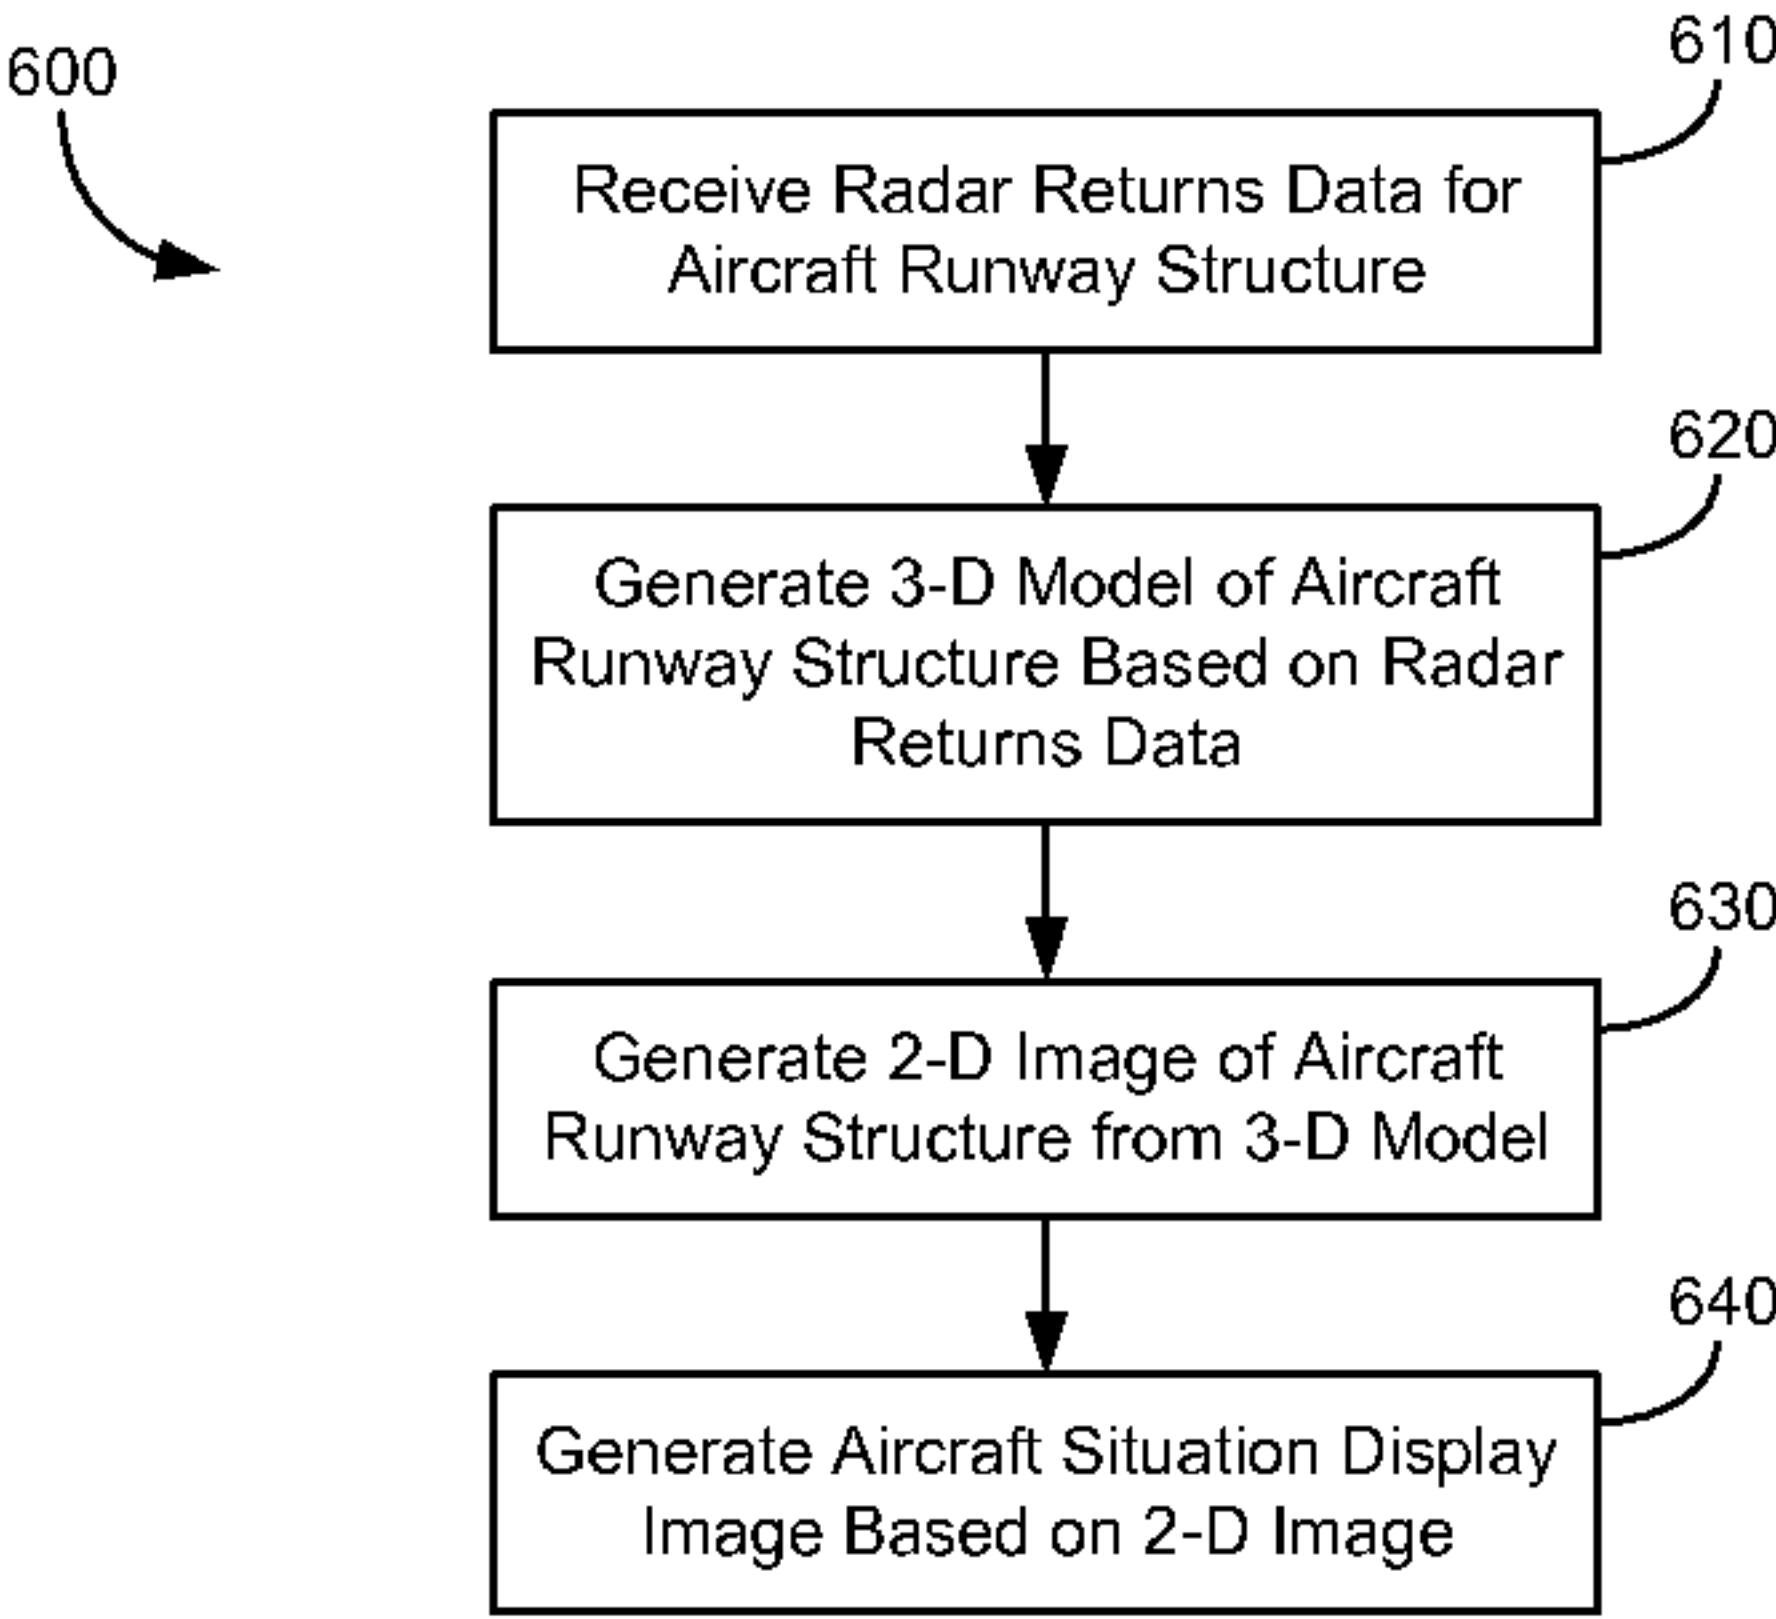 600
610
Receive Radar Returns Data for
Aircraft Runway Structure
620
Generate 3-D Model of Aircraft
Runway Structure Based on Radar
Returns Data
630
Generate 2-D Image of Aircraft
Runway Structure from 3-D Model
640
Generate Aircraft Situation Display
Image Based on 2-D Image